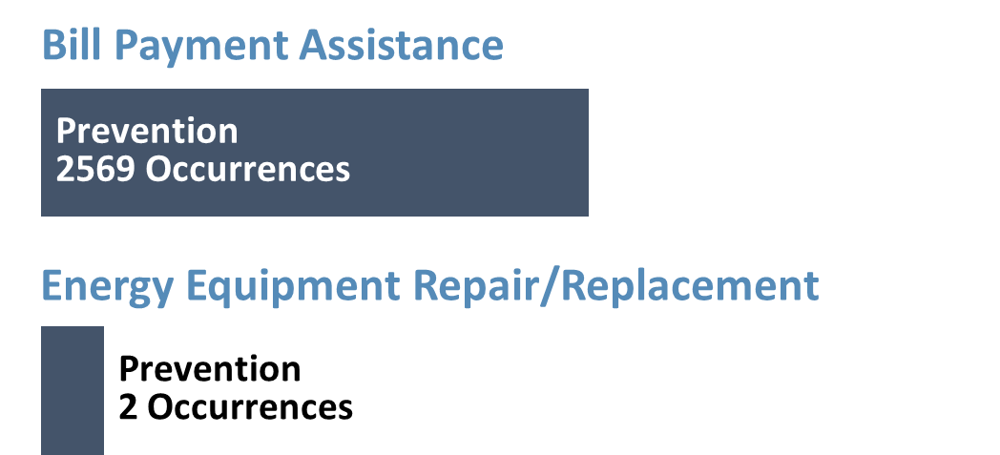 Bill Payment Assistance
Prevention
2569 Occurrences
Energy Equipment Repair/Replacement
Prevention
2 Occurrences